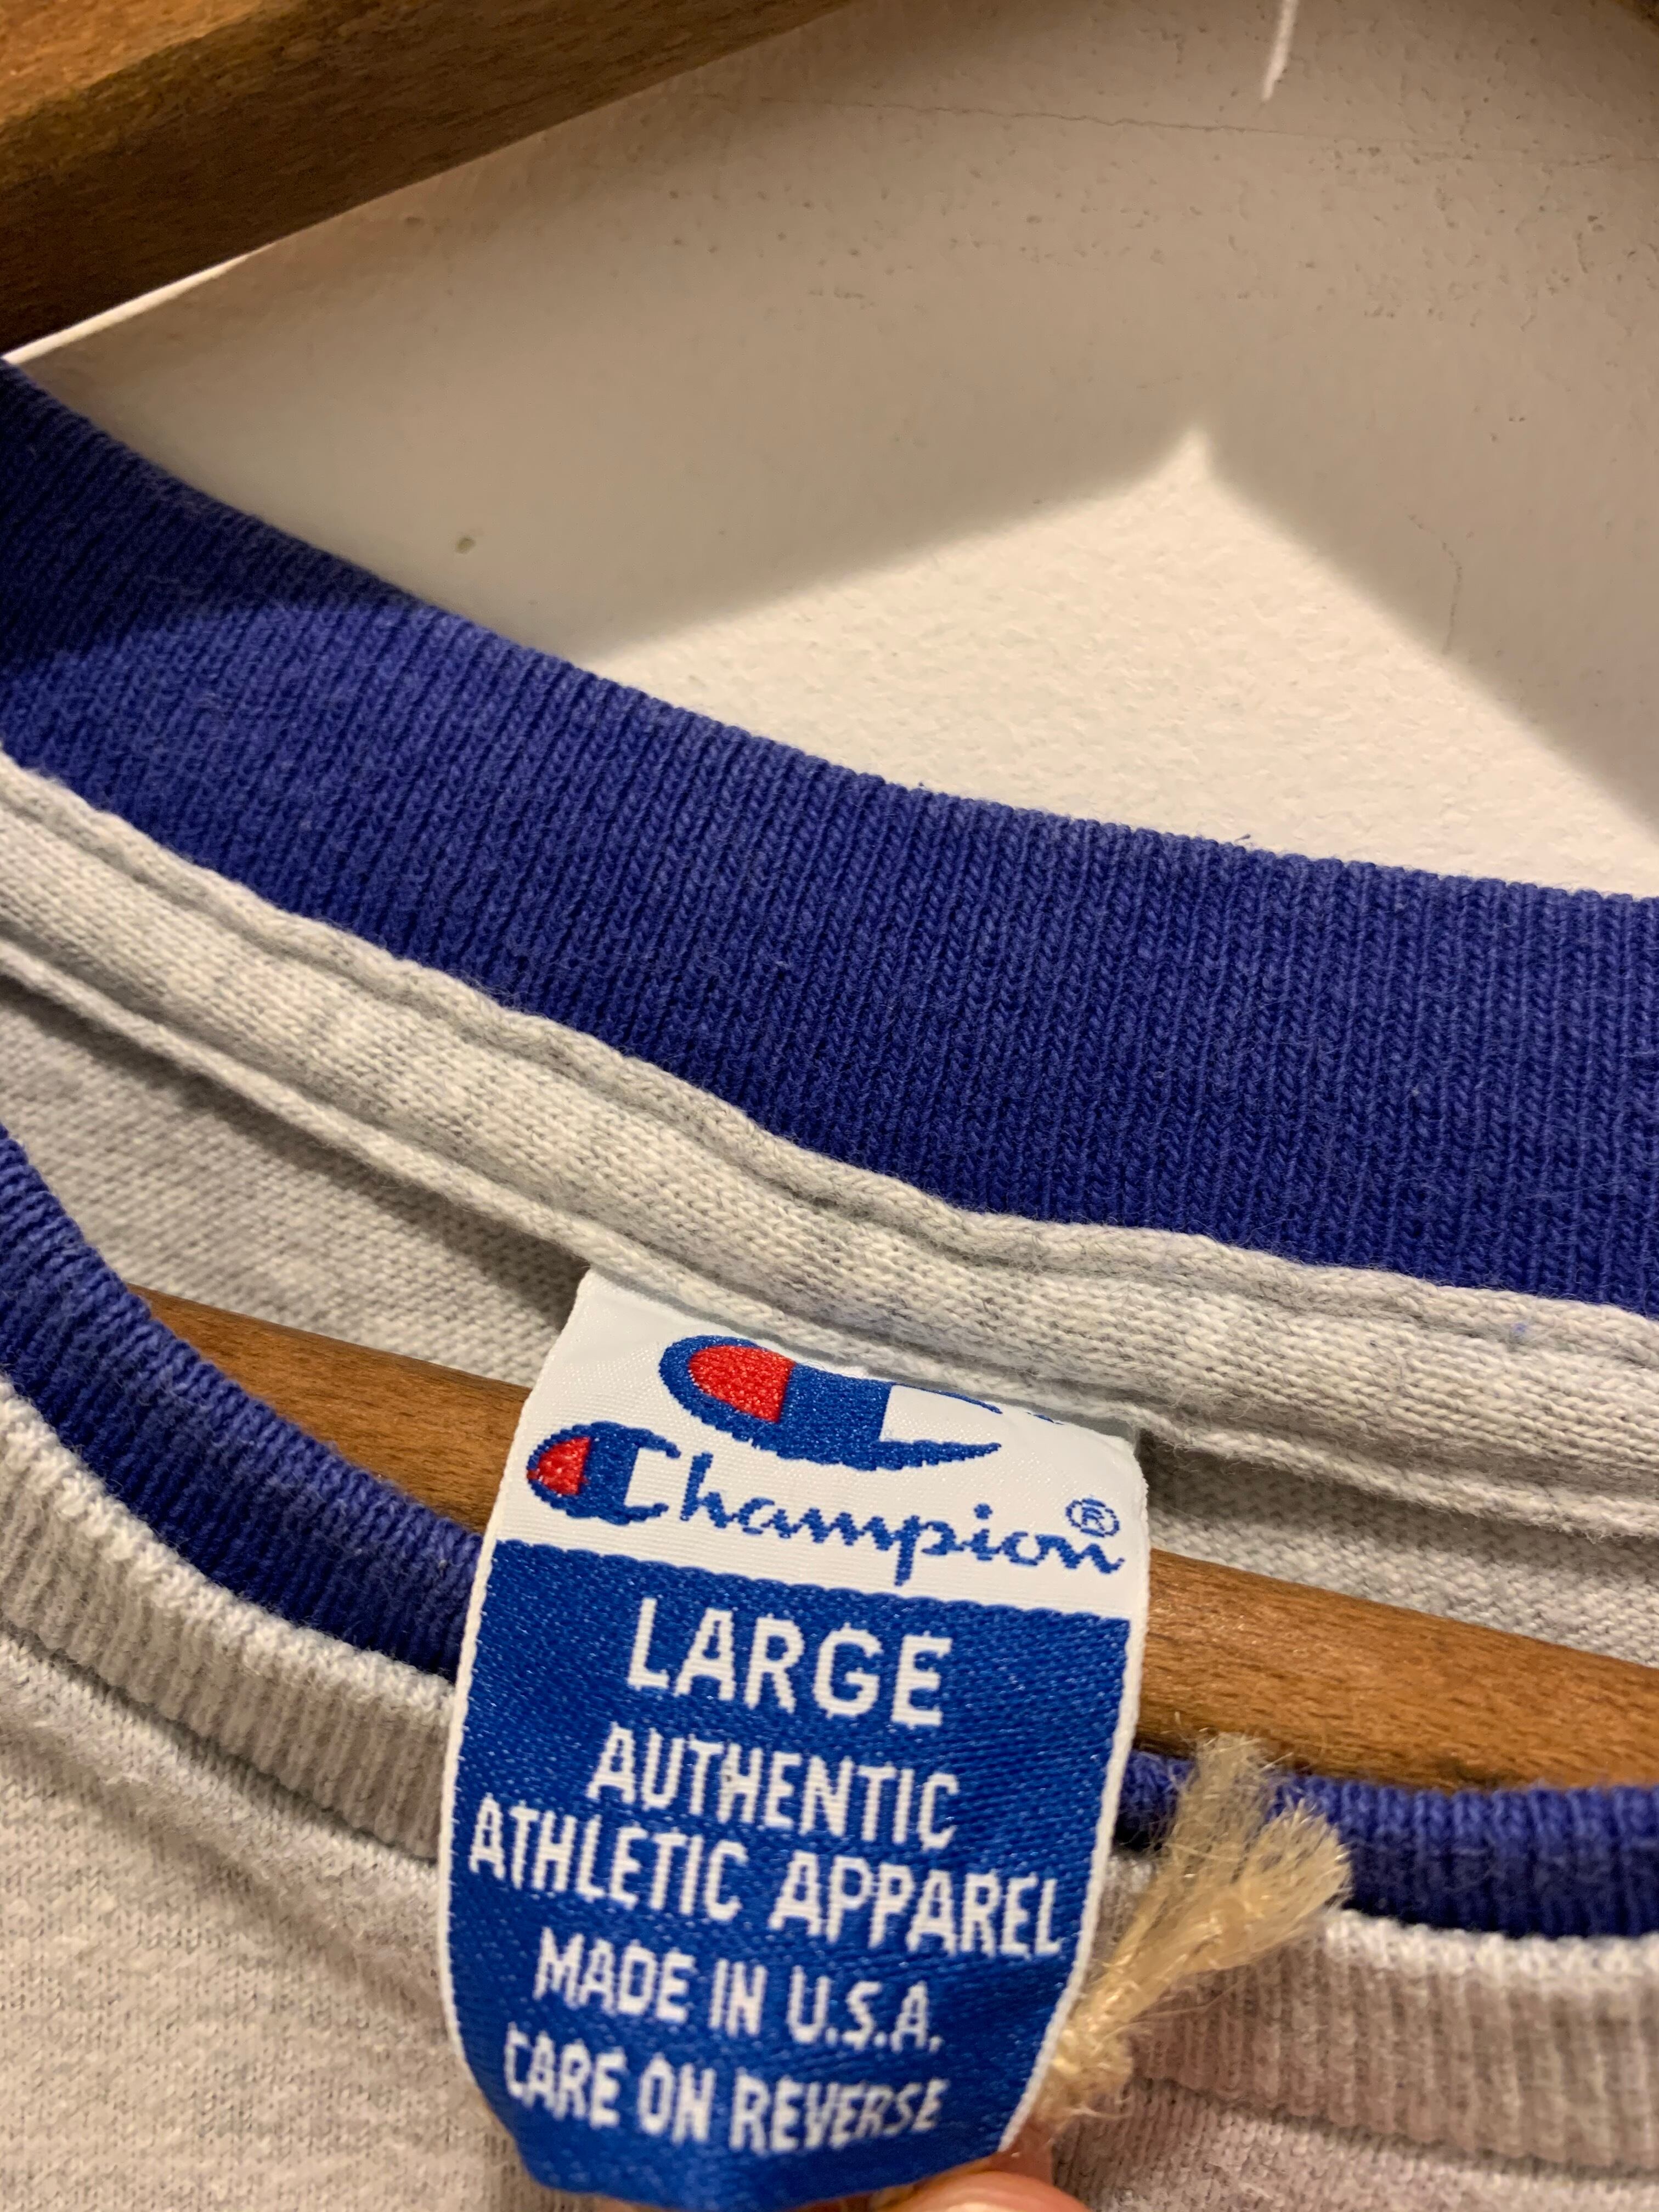 Champion®
LARGE
AUTHENTIC
ATHLETIC APPAREL
MADE IN U.S.A.
CARE ON REVERSE